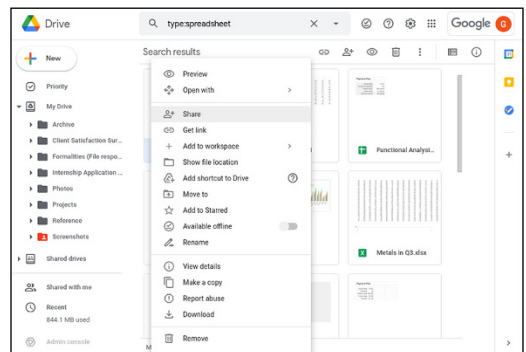 Drive
type:spreadsheet
Google
G
New
Search results
Priority
My Drive
Archive
Client Satisfaction Sur...
Formalities (File respo...
Internship Application ...
Photos
Projects
Reference
Screenshots
Shared drives
Shared with me
Recent
844.1 MB used
Admin console
Preview
Open with
Share
Get link
Add to workspace
Show file location
Add shortcut to Drive
Move to
Add to Starred
Available offline
Rename
View details
Make a copy
Report abuse
Download
Remove
Functional Analysi...
Metals in Q3.xlsx